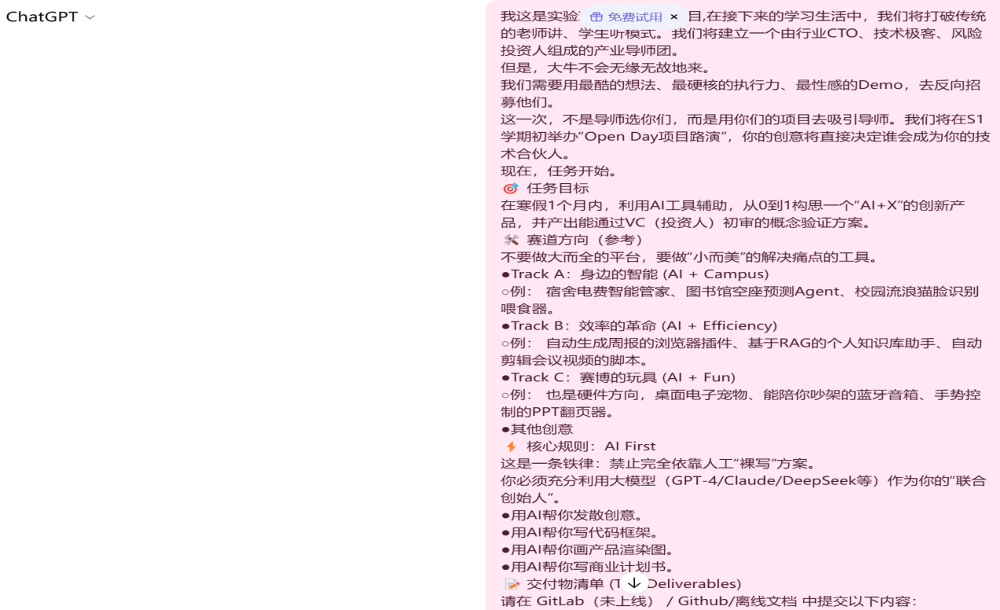 ChatGPT
我这是实验
免费试用 ×
目,在接下来的学习生活中，我们将打破传统
的老师讲、学生听模式。我们将建立一个由行业CTO、技术极客、风险
投资人组成的产业导师团。
但是，大牛不会无缘无故地来。
我们需要用最酷的想法、最硬核的执行力、最性感的Demo，去反向招
募他们。
这一次，不是导师选你们，而是用你们的项目去吸引导师。我们将在S1
学期初举办“Open Day项目路演”，你的创意将直接决定谁会成为你的技
术合伙人。
现在，任务开始。
🎯 任务目标
在寒假1个月内，利用AI工具辅助，从0到1构思一个“AI+X”的创新产
品，并产出能通过VC（投资人）初审的概念验证方案。
🛠️ 赛道方向（参考）
不要做大而全的平台，要做“小而美”的解决痛点的工具。
●Track A：身边的智能 (AI + Campus)
○例： 宿舍电费智能管家、图书馆空座预测Agent、校园流浪猫脸识别
喂食器。
●Track B：效率的革命 (AI + Efficiency)
○例： 自动生成周报的浏览器插件、基于RAG的个人知识库助手、自动
剪辑会议视频的脚本。
●Track C：赛博的玩具 (AI + Fun)
○例： 也是硬件方向，桌面电子宠物、能陪你吵架的蓝牙音箱、手势控
制的PPT翻页器。
●其他创意
⚡ 核心规则：AI First
这是一条铁律：禁止完全依靠人工“裸写”方案。
你必须充分利用大模型（GPT-4/Claude/DeepSeek等）作为你的“联合
创始人”。
●用AI帮你发散创意。
●用AI帮你写代码框架。
●用AI帮你画产品渲染图。
●用AI帮你写商业计划书。
📝 交付物清单 (T Deliverables)
请在 GitLab（未上线） / Github/离线文档 中提交以下内容：